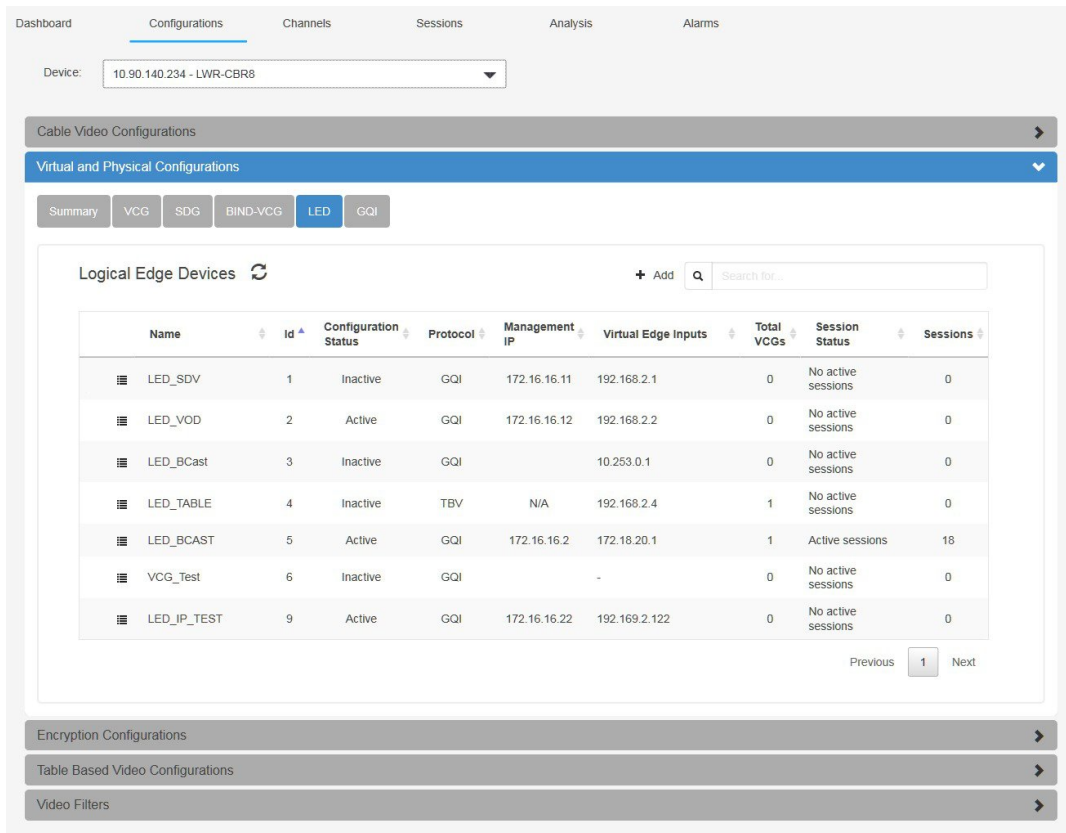 Dashboard Configurations Channels Sessions Analysis Alarms
Device: 10.90.140.234 - LWR-CBR8
Cable Video Configurations
Virtual and Physical Configurations
Summary VCG SDG BIND-VCG LED GQI
Logical Edge Devices + Add Search for...
Name Id Configuration Status Protocol Management IP Virtual Edge Inputs Total VCGs Session Status Sessions
LED_SDV 1 Inactive GQI 172.16.16.11 192.168.2.1 0 No active sessions 0
LED_VOD 2 Active GQI 172.16.16.12 192.168.2.2 0 No active sessions 0
LED_BCast 3 Inactive GQI 10.253.0.1 0 No active sessions 0
LED_TABLE 4 Inactive TBV N/A 192.168.2.4 1 No active sessions 0
LED_BCAST 5 Active GQI 172.16.16.2 172.18.20.1 1 Active sessions 18
VCG_Test 6 Inactive GQI - 0 No active sessions 0
LED_IP_TEST 9 Active GQI 172.16.16.22 192.169.2.122 0 No active sessions 0
Previous 1 Next
Encryption Configurations
Table Based Video Configurations
Video Filters